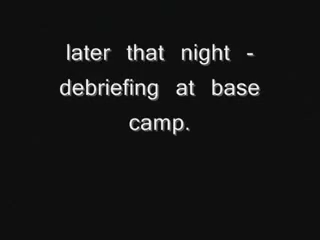 later that night -
debriefing at base
camp.